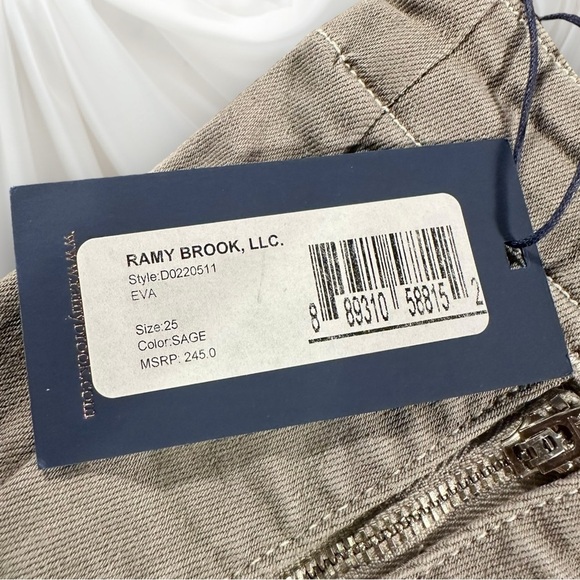 RAMY BROOK, LLC.
Style:D0220511
EVA
Size:25
Color:SAGE
MSRP: 245.0
8 89310 58815 2